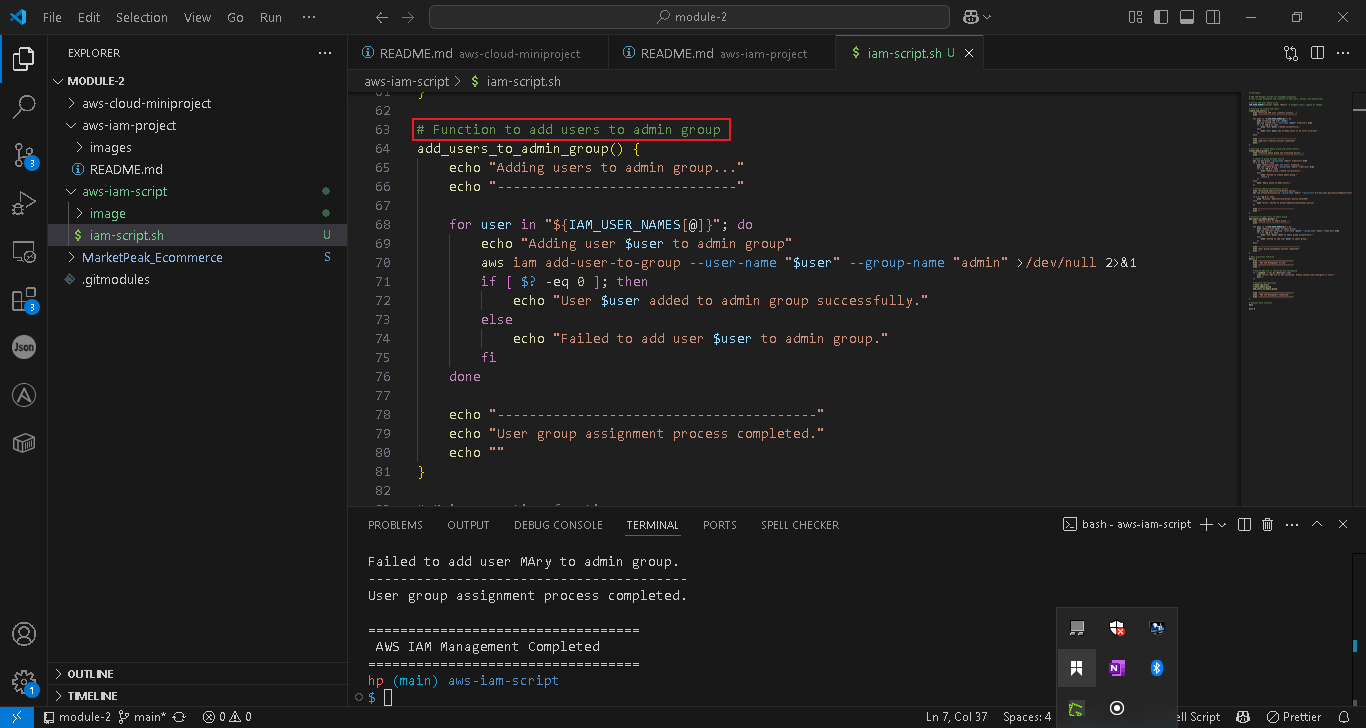 File Edit Selection View Go Run ··· module-2
EXPLORER ···
MODULE-2
aws-cloud-miniproject
aws-iam-project
images
README.md
aws-iam-script
image
iam-script.sh U
MarketPeak_Ecommerce S
.gitmodules
OUTLINE
TIMELINE
3
3
Json
1
README.md aws-cloud-miniproject README.md aws-iam-project $ iam-script.sh U
aws-iam-script > $ iam-script.sh
61 }
62
63 # Function to add users to admin group
64 add_users_to_admin_group() {
65 echo "Adding users to admin group..."
66 echo "------------------------------"
67
68 for user in "${IAM_USER_NAMES[@]}"; do
69 echo "Adding user $user to admin group"
70 aws iam add-user-to-group --user-name "$user" --group-name "admin" >/dev/null 2>&1
71 if [ $? -eq 0 ]; then
72 echo "User $user added to admin group successfully."
73 else
74 echo "Failed to add user $user to admin group."
75 fi
76 done
77
78 echo "----------------------------------------"
79 echo "User group assignment process completed."
80 echo ""
81 }
82
PROBLEMS OUTPUT DEBUG CONSOLE TERMINAL PORTS SPELL CHECKER bash - aws-iam-script
Failed to add user MAry to admin group.
----------------------------------------
User group assignment process completed.
==================================
AWS IAM Management Completed
==================================
hp (main) aws-iam-script
$
module-2 main* 0 0 Ln 7, Col 37 Spaces: 4 ell Script Prettier